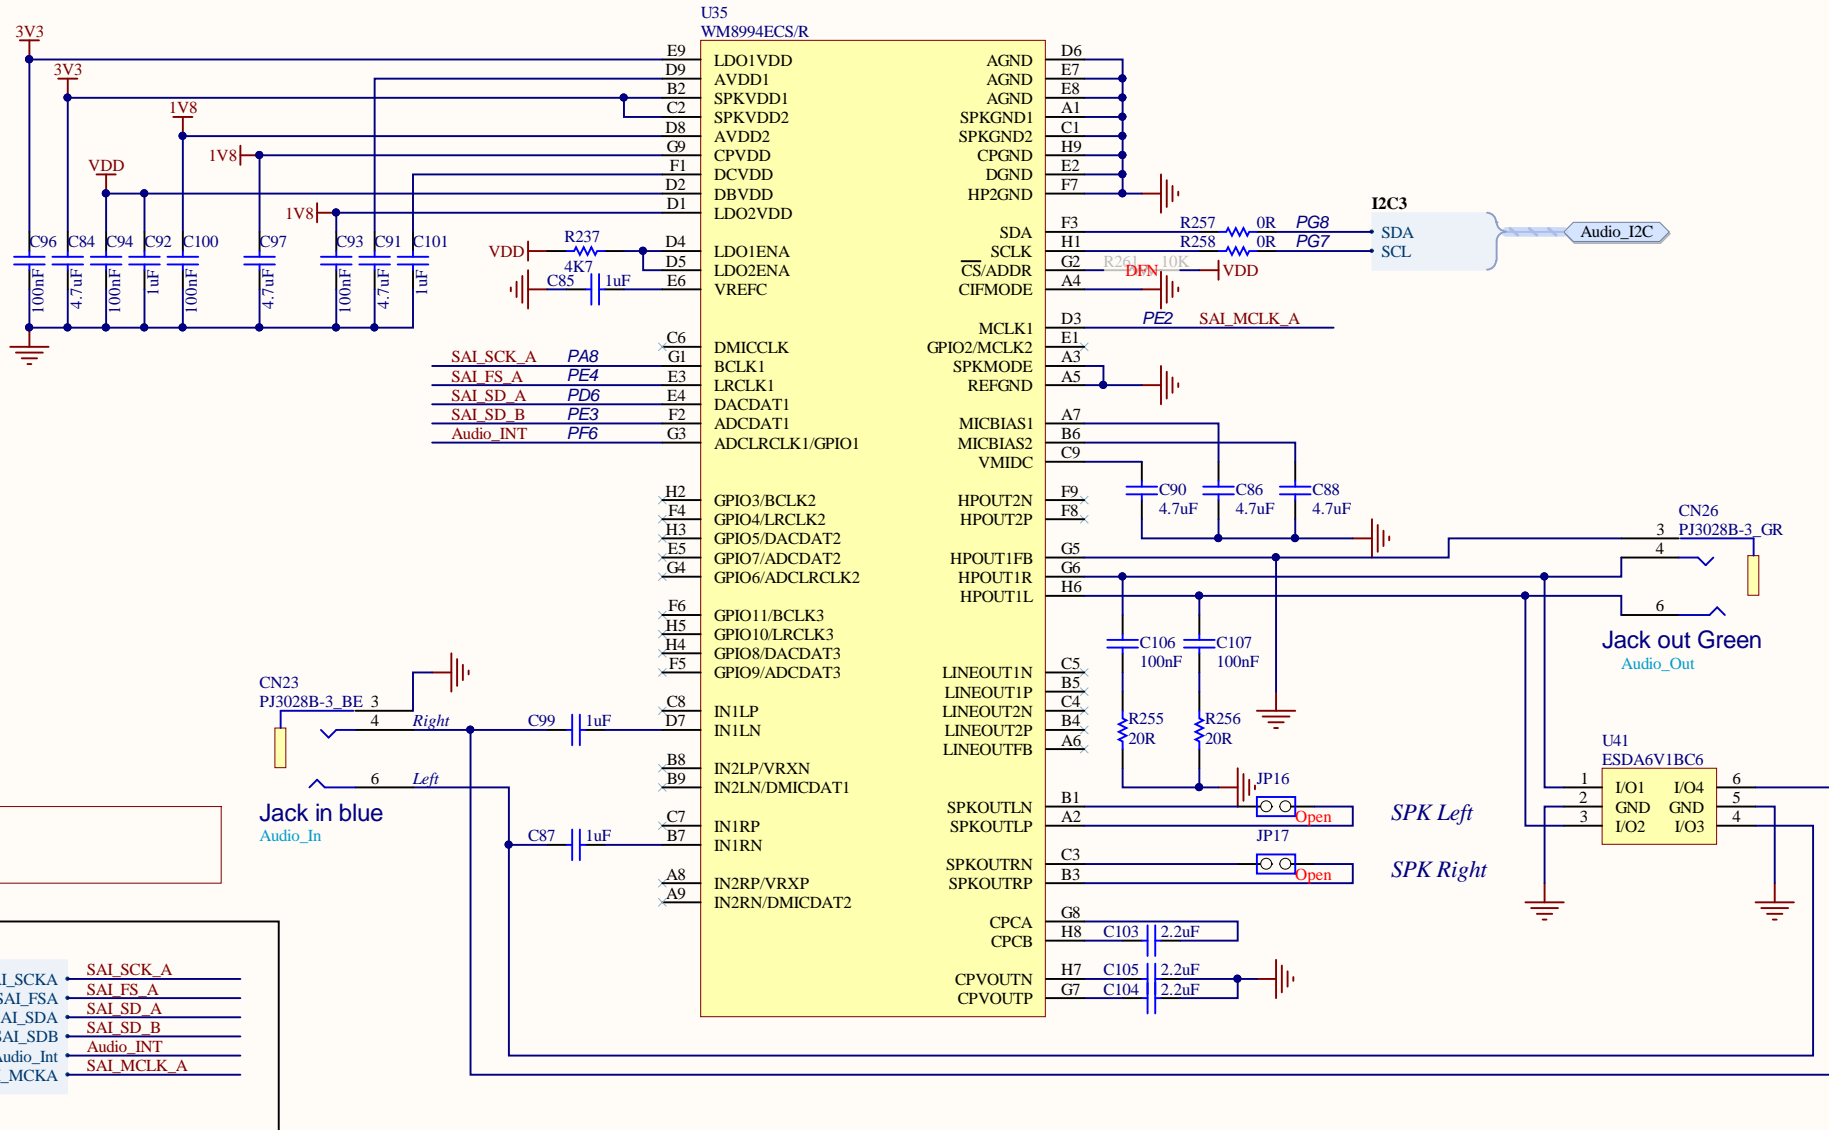 U35
WM8994ECS/R
3V3
3V3
1V8
1V8
VDD
1V8
C96 C84 C94 C92 C100 C97 C93 C91 C101
100nF 4.7uF 100nF 1uF 100nF 4.7uF 100nF 4.7uF 1uF
E9 LDO1VDD
D9 AVDD1
B2 SPKVDD1
C2 SPKVDD2
D8 AVDD2
G9 CPVDD
F1 DCVDD
D2 DBVDD
D1 LDO2VDD
VDD R237 4K7
D4 LDO1ENA
D5 LDO2ENA
C85 1uF E6 VREFC
C6 DMICCLK
SAI_SCK_A PA8 G1 BCLK1
SAI_FS_A PE4 E3 LRCLK1
SAI_SD_A PD6 E4 DACDAT1
SAI_SD_B PE3 F2 ADCDAT1
Audio_INT PF6 G3 ADCLRCLK1/GPIO1
H2 GPIO3/BCLK2
F4 GPIO4/LRCLK2
H3 GPIO5/DACDAT2
E5 GPIO7/ADCDAT2
G4 GPIO6/ADCLRCLK2
F6 GPIO11/BCLK3
H5 GPIO10/LRCLK3
H4 GPIO8/DACDAT3
F5 GPIO9/ADCDAT3
C8 IN1LP
C99 1uF D7 IN1LN
B8 IN2LP/VRXN
B9 IN2LN/DMICDAT1
C7 IN1RP
C87 1uF B7 IN1RN
A8 IN2RP/VRXP
A9 IN2RN/DMICDAT2
CN23
PJ3028B-3_BE 3
4 Right
6 Left
Jack in blue
Audio_In
AGND D6
AGND E7
AGND E8
SPKGND1 A1
SPKGND2 C1
CPGND H9
DGND E2
HP2GND F7
SDA F3 R257 0R PG8
SCLK H1 R258 0R PG7
I2C3
SDA
SCL
Audio_I2C
CS/ADDR G2 R261 10K DFN VDD
CIFMODE A4
MCLK1 D3 PE2 SAI_MCLK_A
GPIO2/MCLK2 E1
SPKMODE A3
REFGND A5
MICBIAS1 A7
MICBIAS2 B6
VMIDC C9
C90 4.7uF
C86 4.7uF
C88 4.7uF
HPOUT2N F9
HPOUT2P F8
HPOUT1FB G5
HPOUT1R G6
HPOUT1L H6
CN26
3 PJ3028B-3_GR
4
6
Jack out Green
Audio_Out
C106 100nF
C107 100nF
R255 20R
R256 20R
LINEOUT1N C5
LINEOUT1P B5
LINEOUT2N C4
LINEOUT2P B4
LINEOUTFB A6
JP16
SPKOUTLN B1
SPKOUTLP A2
Open
SPK Left
JP17
SPKOUTRN C3
SPKOUTRP B3
Open
SPK Right
CPCA G8
CPCB H8 C103 2.2uF
CPVOUTN H7 C105 2.2uF
CPVOUTP G7 C104 2.2uF
U41
ESDA6V1BC6
1 I/O1 I/O4 6
2 GND GND 5
3 I/O2 I/O3 4
SAI_SCK_A
SAI_FSA SAI_FS_A
SAI_SD_A
SAI_SDB SAI_SD_B
Audio_Int Audio_INT
_MCKA SAI_MCLK_A